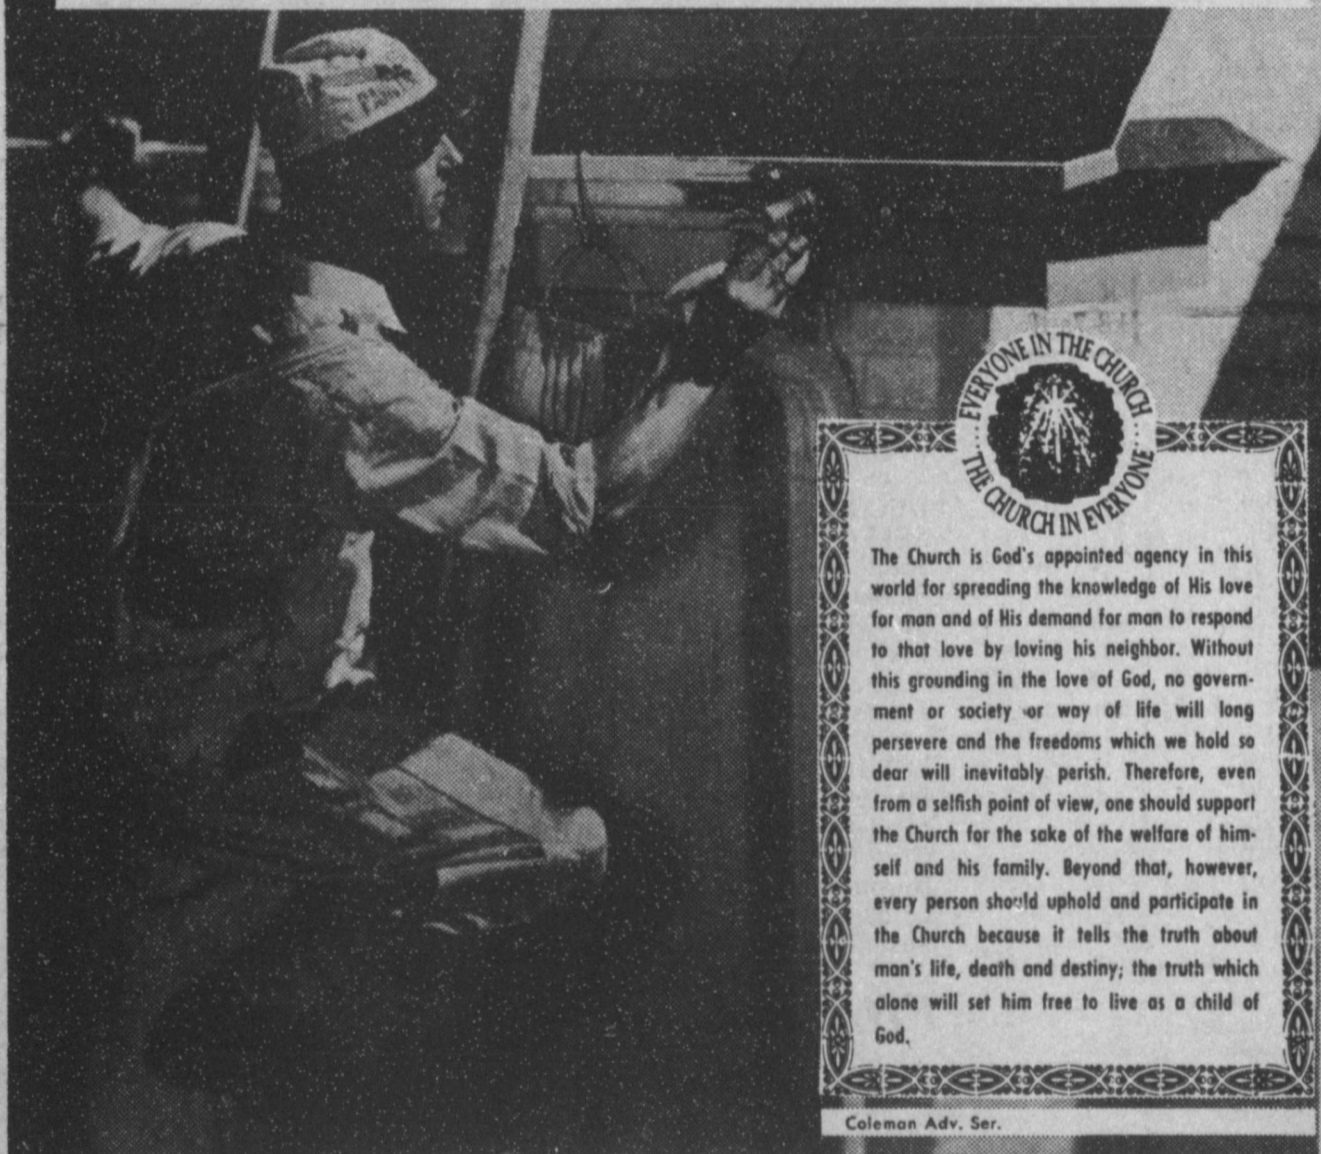 EVERYONE IN THE CHURCH
THE CHURCH IN EVERYONE
The Church is God's appointed agency in this
world for spreading the knowledge of His love
for man and of His demand for man to respond
to that love by loving his neighbor. Without
this grounding in the love of God, no govern-
ment or society or way of life will long
persevere and the freedoms which we hold so
dear will inevitably perish. Therefore, even
from a selfish point of view, one should support
the Church for the sake of the welfare of him-
self and his family. Beyond that, however,
every person should uphold and participate in
the Church because it tells the truth about
man's life, death and destiny; the truth which
alone will set him free to live as a child of
God.
Coleman Adv. Ser.